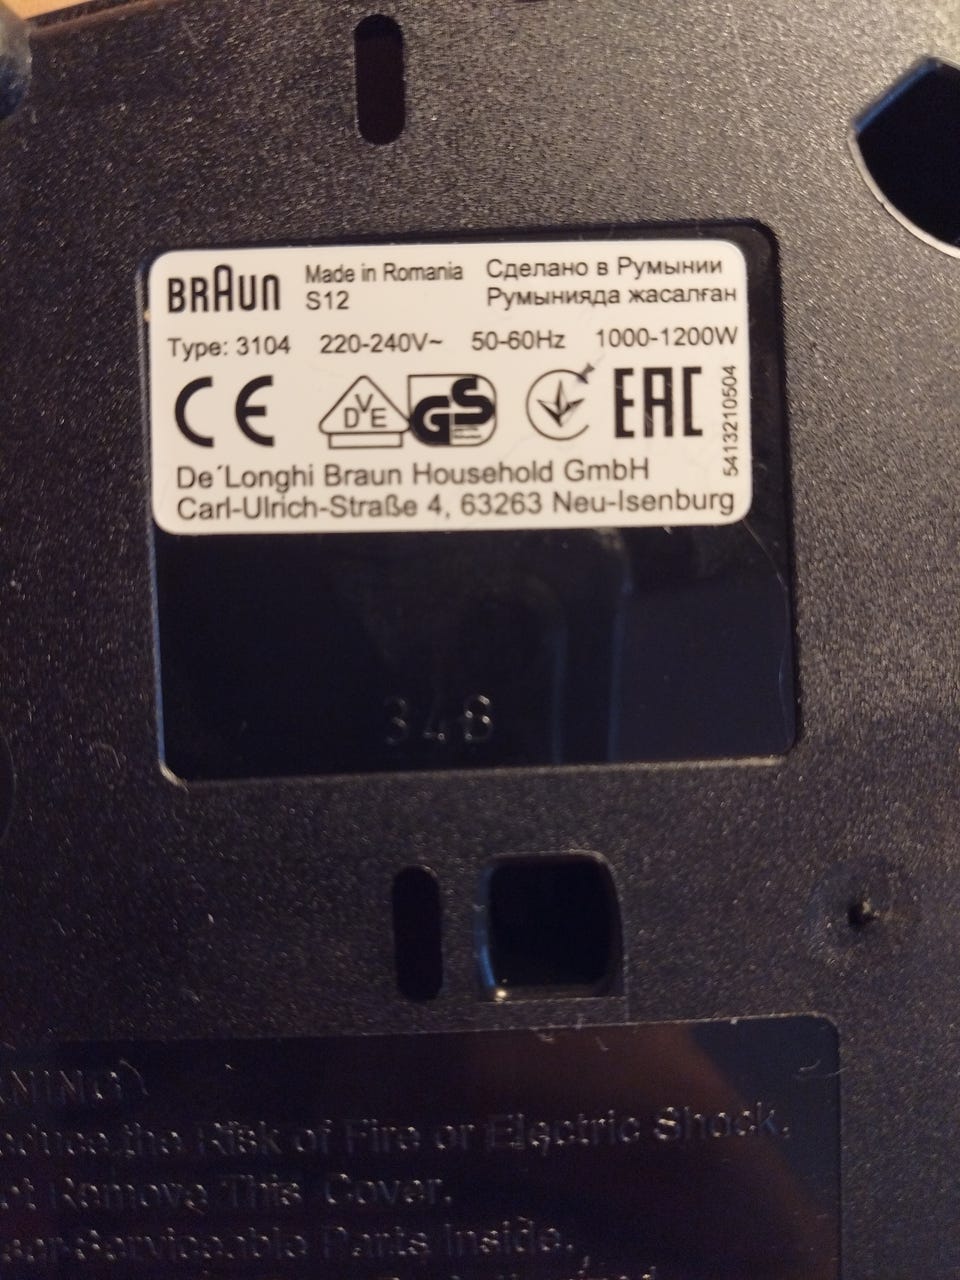 BRAUN Made in Romania Сделано в Румынии
S12 Румынияда жасалған
Type: 3104 220-240V~ 50-60Hz 1000-1200W
CE DVE GS EAC
5413210504
De´Longhi Braun Household GmbH
Carl-Ulrich-Straße 4, 63263 Neu-Isenburg
348
the Risk of Fire or Electric Shock,
Remove This Cover.
Parts Inside.